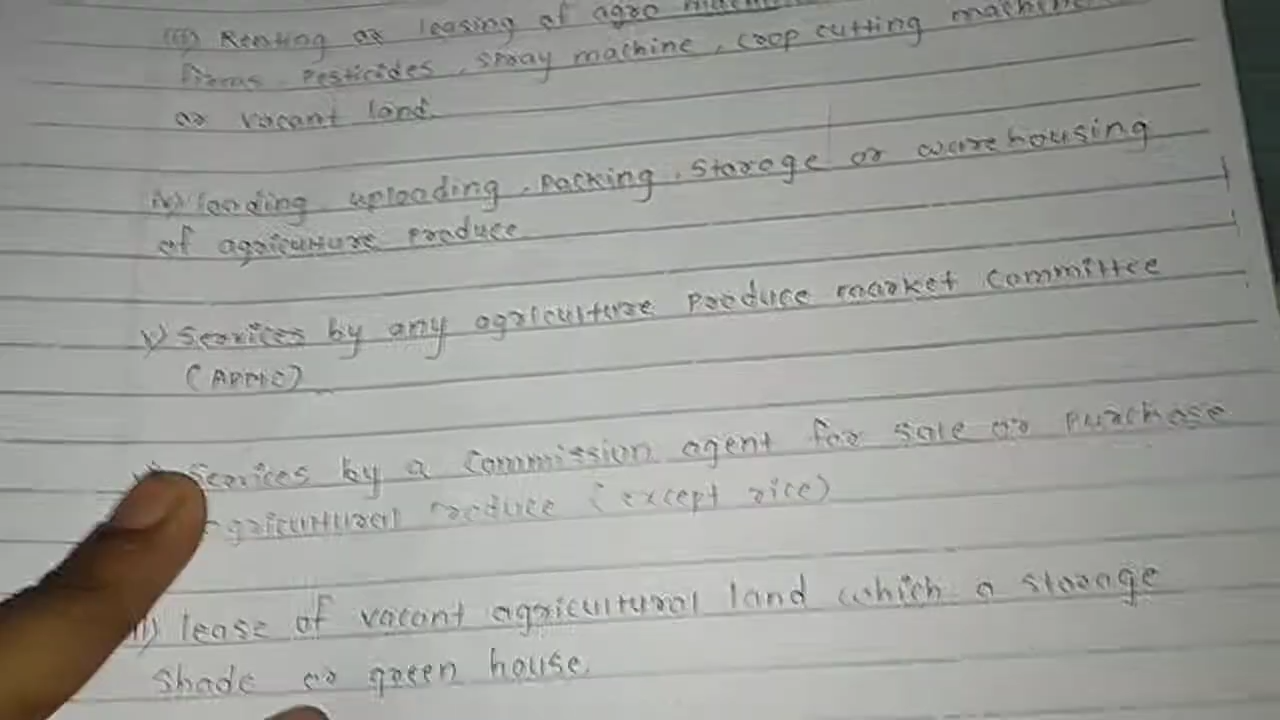 (iii) Renting or leasing of agro
firms, pesticides, spray machine, crop cutting machine
or vacant land.
iv) loading, uploading, packing, storage or warehousing
of agriculture produce
v) Services by any agriculture produce market committee
(APMC)
Services by a commission agent for sale or purchase
agricultural produce (except rice)
lease of vacant agricultural land which a storage
shade or green house.